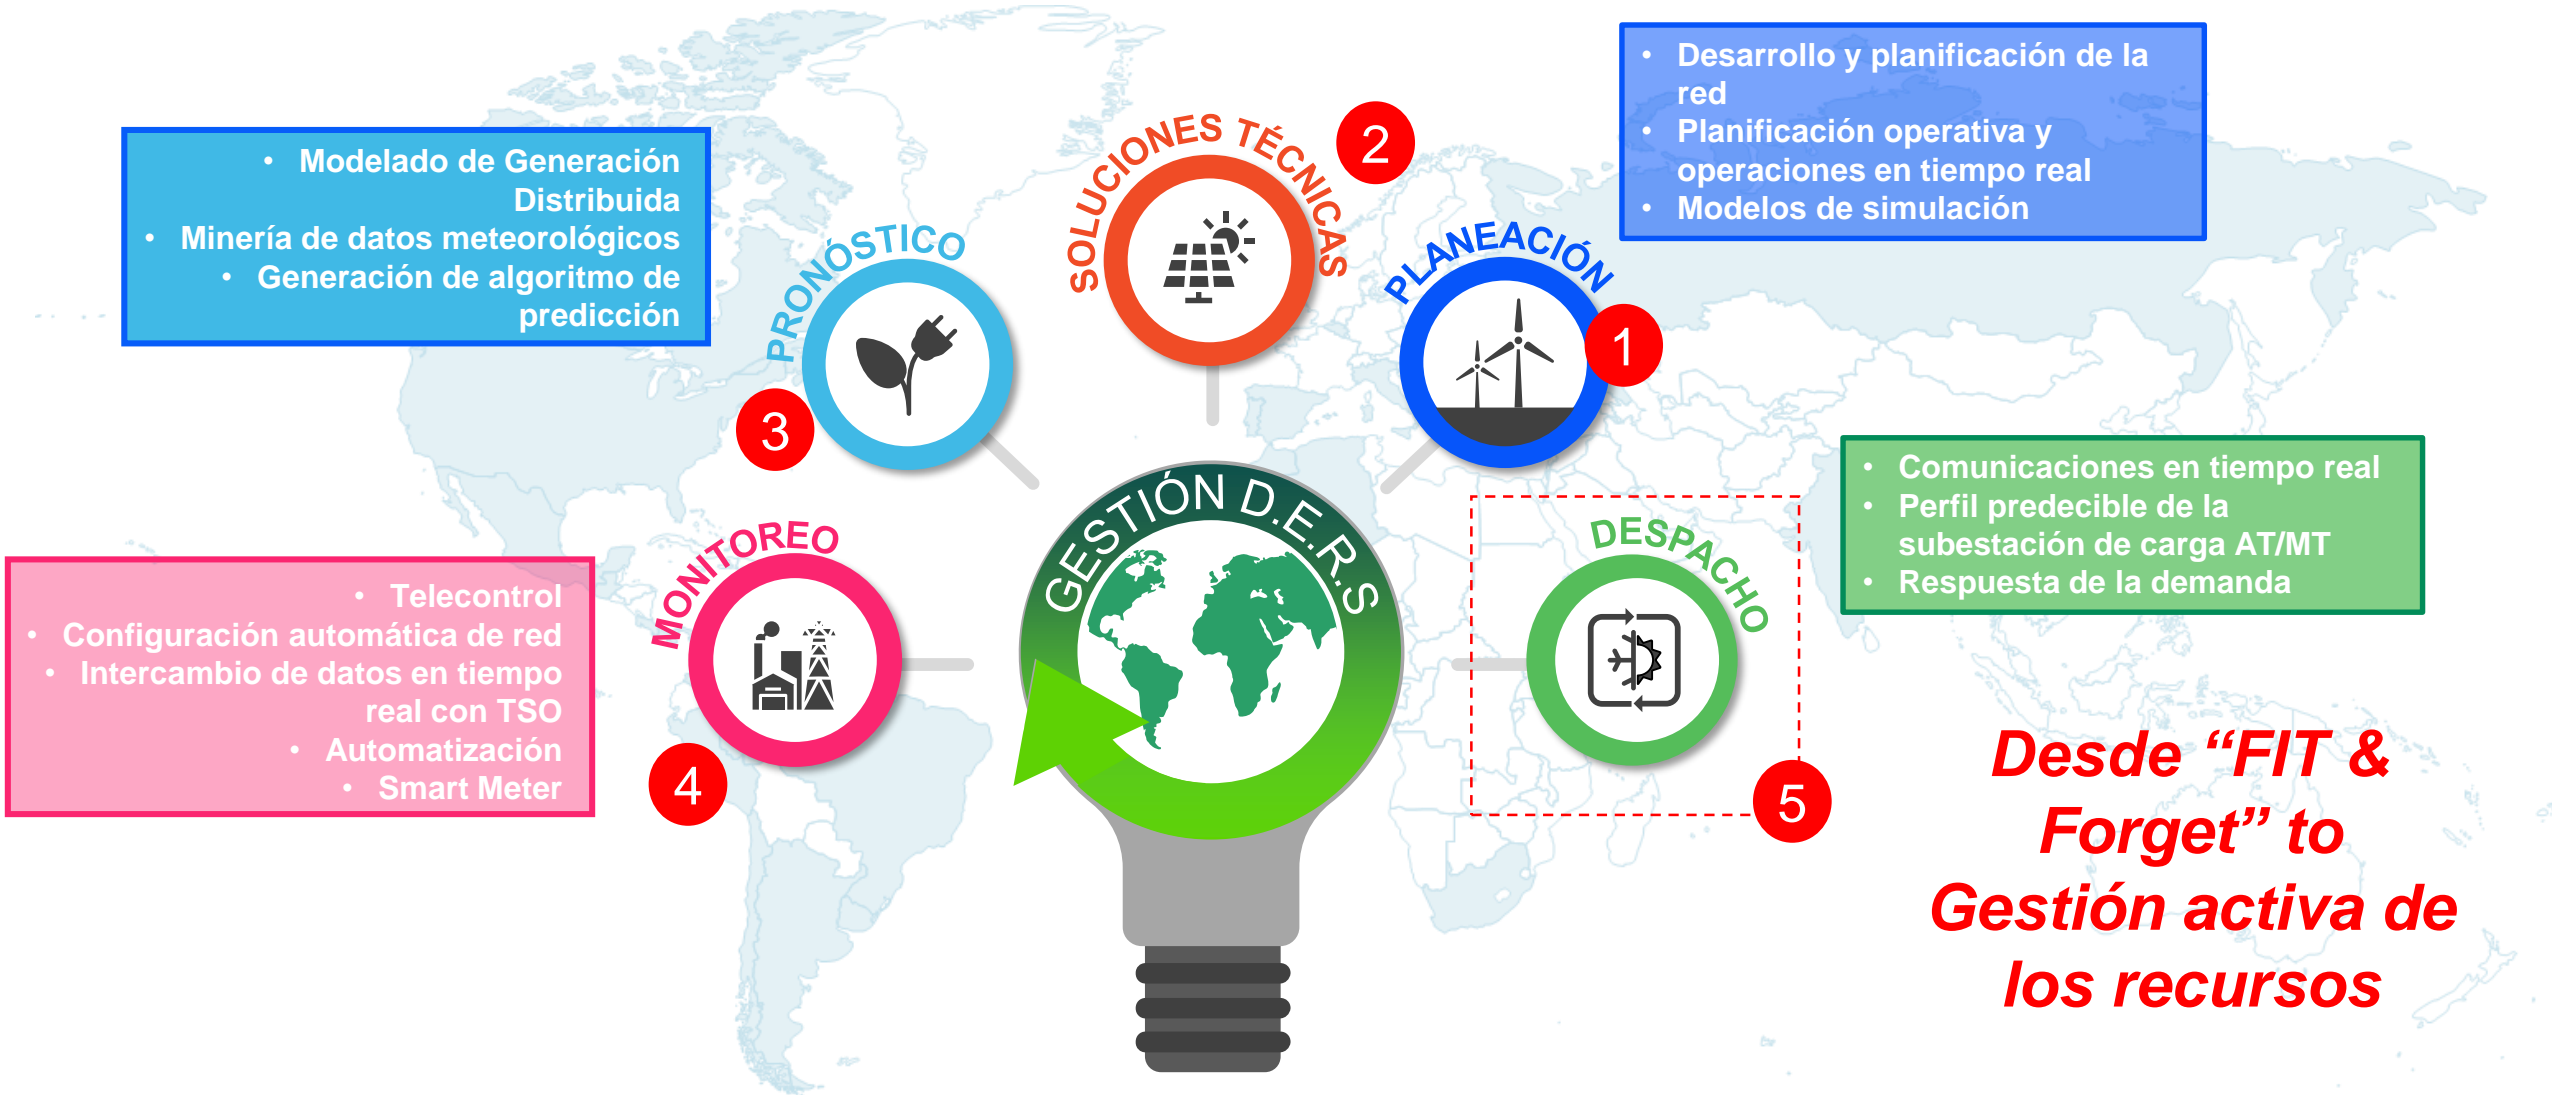 • Desarrollo y planificación de la
red
• Planificación operativa y
operaciones en tiempo real
• Modelos de simulación
SOLUCIONES TÉCNICAS
2
• Modelado de Generación
Distribuida
• Minería de datos meteorológicos
• Generación de algoritmo de
predicción
PRONÓSTICO
3
PLANEACIÓN
1
GESTIÓN D.E.R.S
• Comunicaciones en tiempo real
• Perfil predecible de la
subestación de carga AT/MT
• Respuesta de la demanda
DESPACHO
5
MONITOREO
4
• Telecontrol
• Configuración automática de red
• Intercambio de datos en tiempo
real con TSO
• Automatización
• Smart Meter
Desde “FIT &
Forget” to
Gestión activa de
los recursos